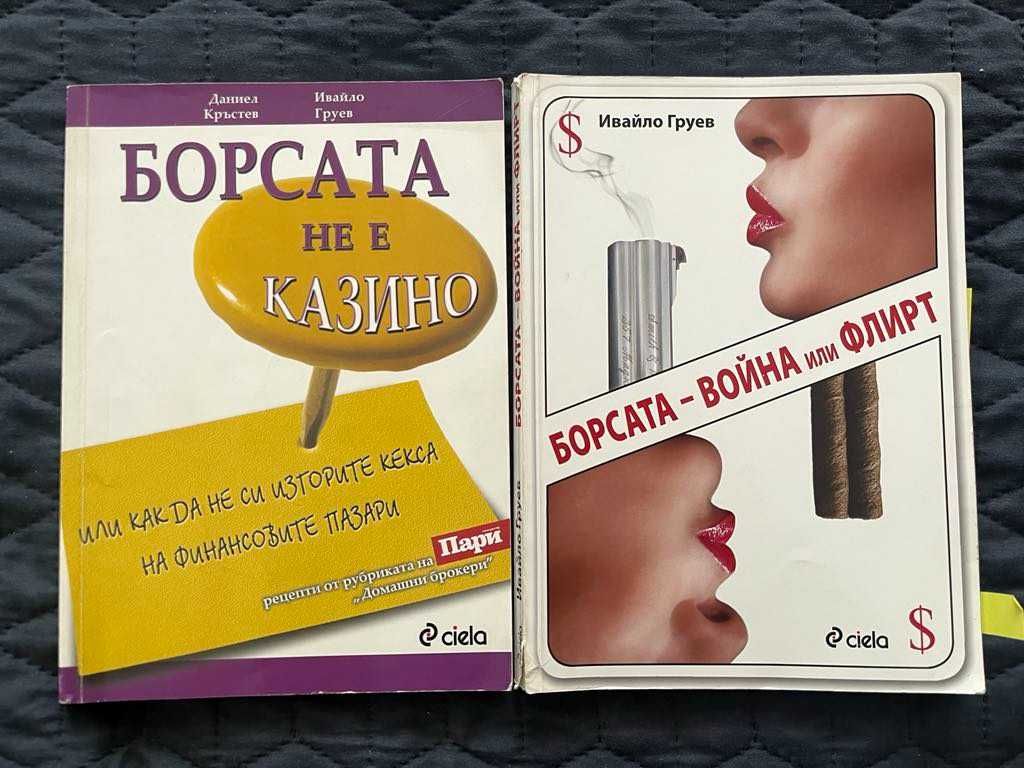 Даниел
Кръстев
Ивайло
Груев
БОРСАТА
НЕ Е
КАЗИНО
ИЛИ КАК ДА НЕ СИ ИЗГОРИТЕ КЕКСА
НА ФИНАНСОВИТЕ ПАЗАРИ
Пари
рецепти от рубриката на
„Домашни брокери"
ciela
БОРСАТА – ВОЙНА ИЛИ ФЛИРТ
Ивайло Груев
$ Ивайло Груев
БОРСАТА – ВОЙНА ИЛИ ФЛИРТ
ciela $